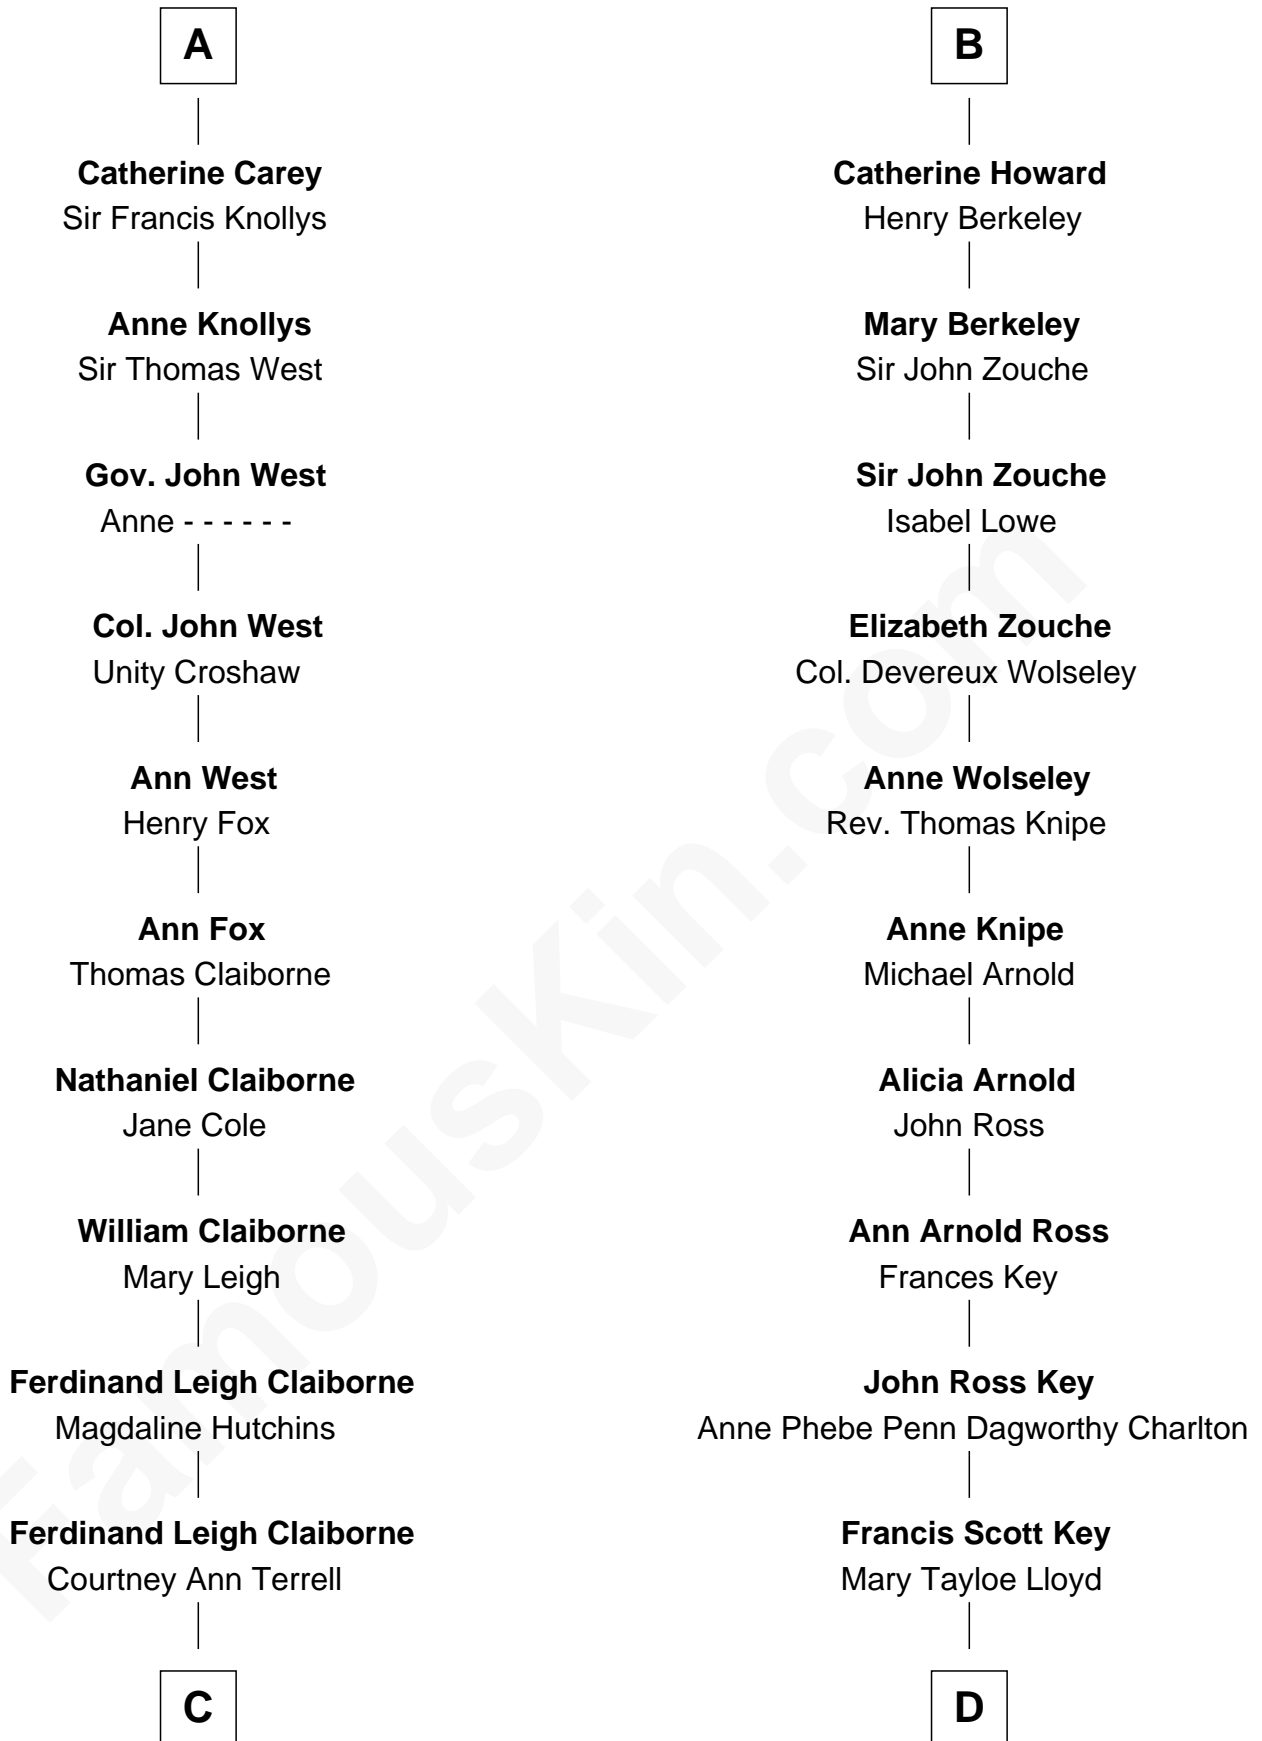 A
Catherine Carey
Sir Francis Knollys
Anne Knollys
Sir Thomas West
Gov. John West
Anne - - - - - -
Col. John West
Unity Croshaw
Ann West
Henry Fox
Ann Fox
Thomas Claiborne
Nathaniel Claiborne
Jane Cole
William Claiborne
Mary Leigh
Ferdinand Leigh Claiborne
Magdaline Hutchins
Ferdinand Leigh Claiborne
Courtney Ann Terrell
C
B
Catherine Howard
Henry Berkeley
Mary Berkeley
Sir John Zouche
Sir John Zouche
Isabel Lowe
Elizabeth Zouche
Col. Devereux Wolseley
Anne Wolseley
Rev. Thomas Knipe
Anne Knipe
Michael Arnold
Alicia Arnold
John Ross
Ann Arnold Ross
Frances Key
John Ross Key
Anne Phebe Penn Dagworthy Charlton
Francis Scott Key
Mary Tayloe Lloyd
D
FamousKin.com